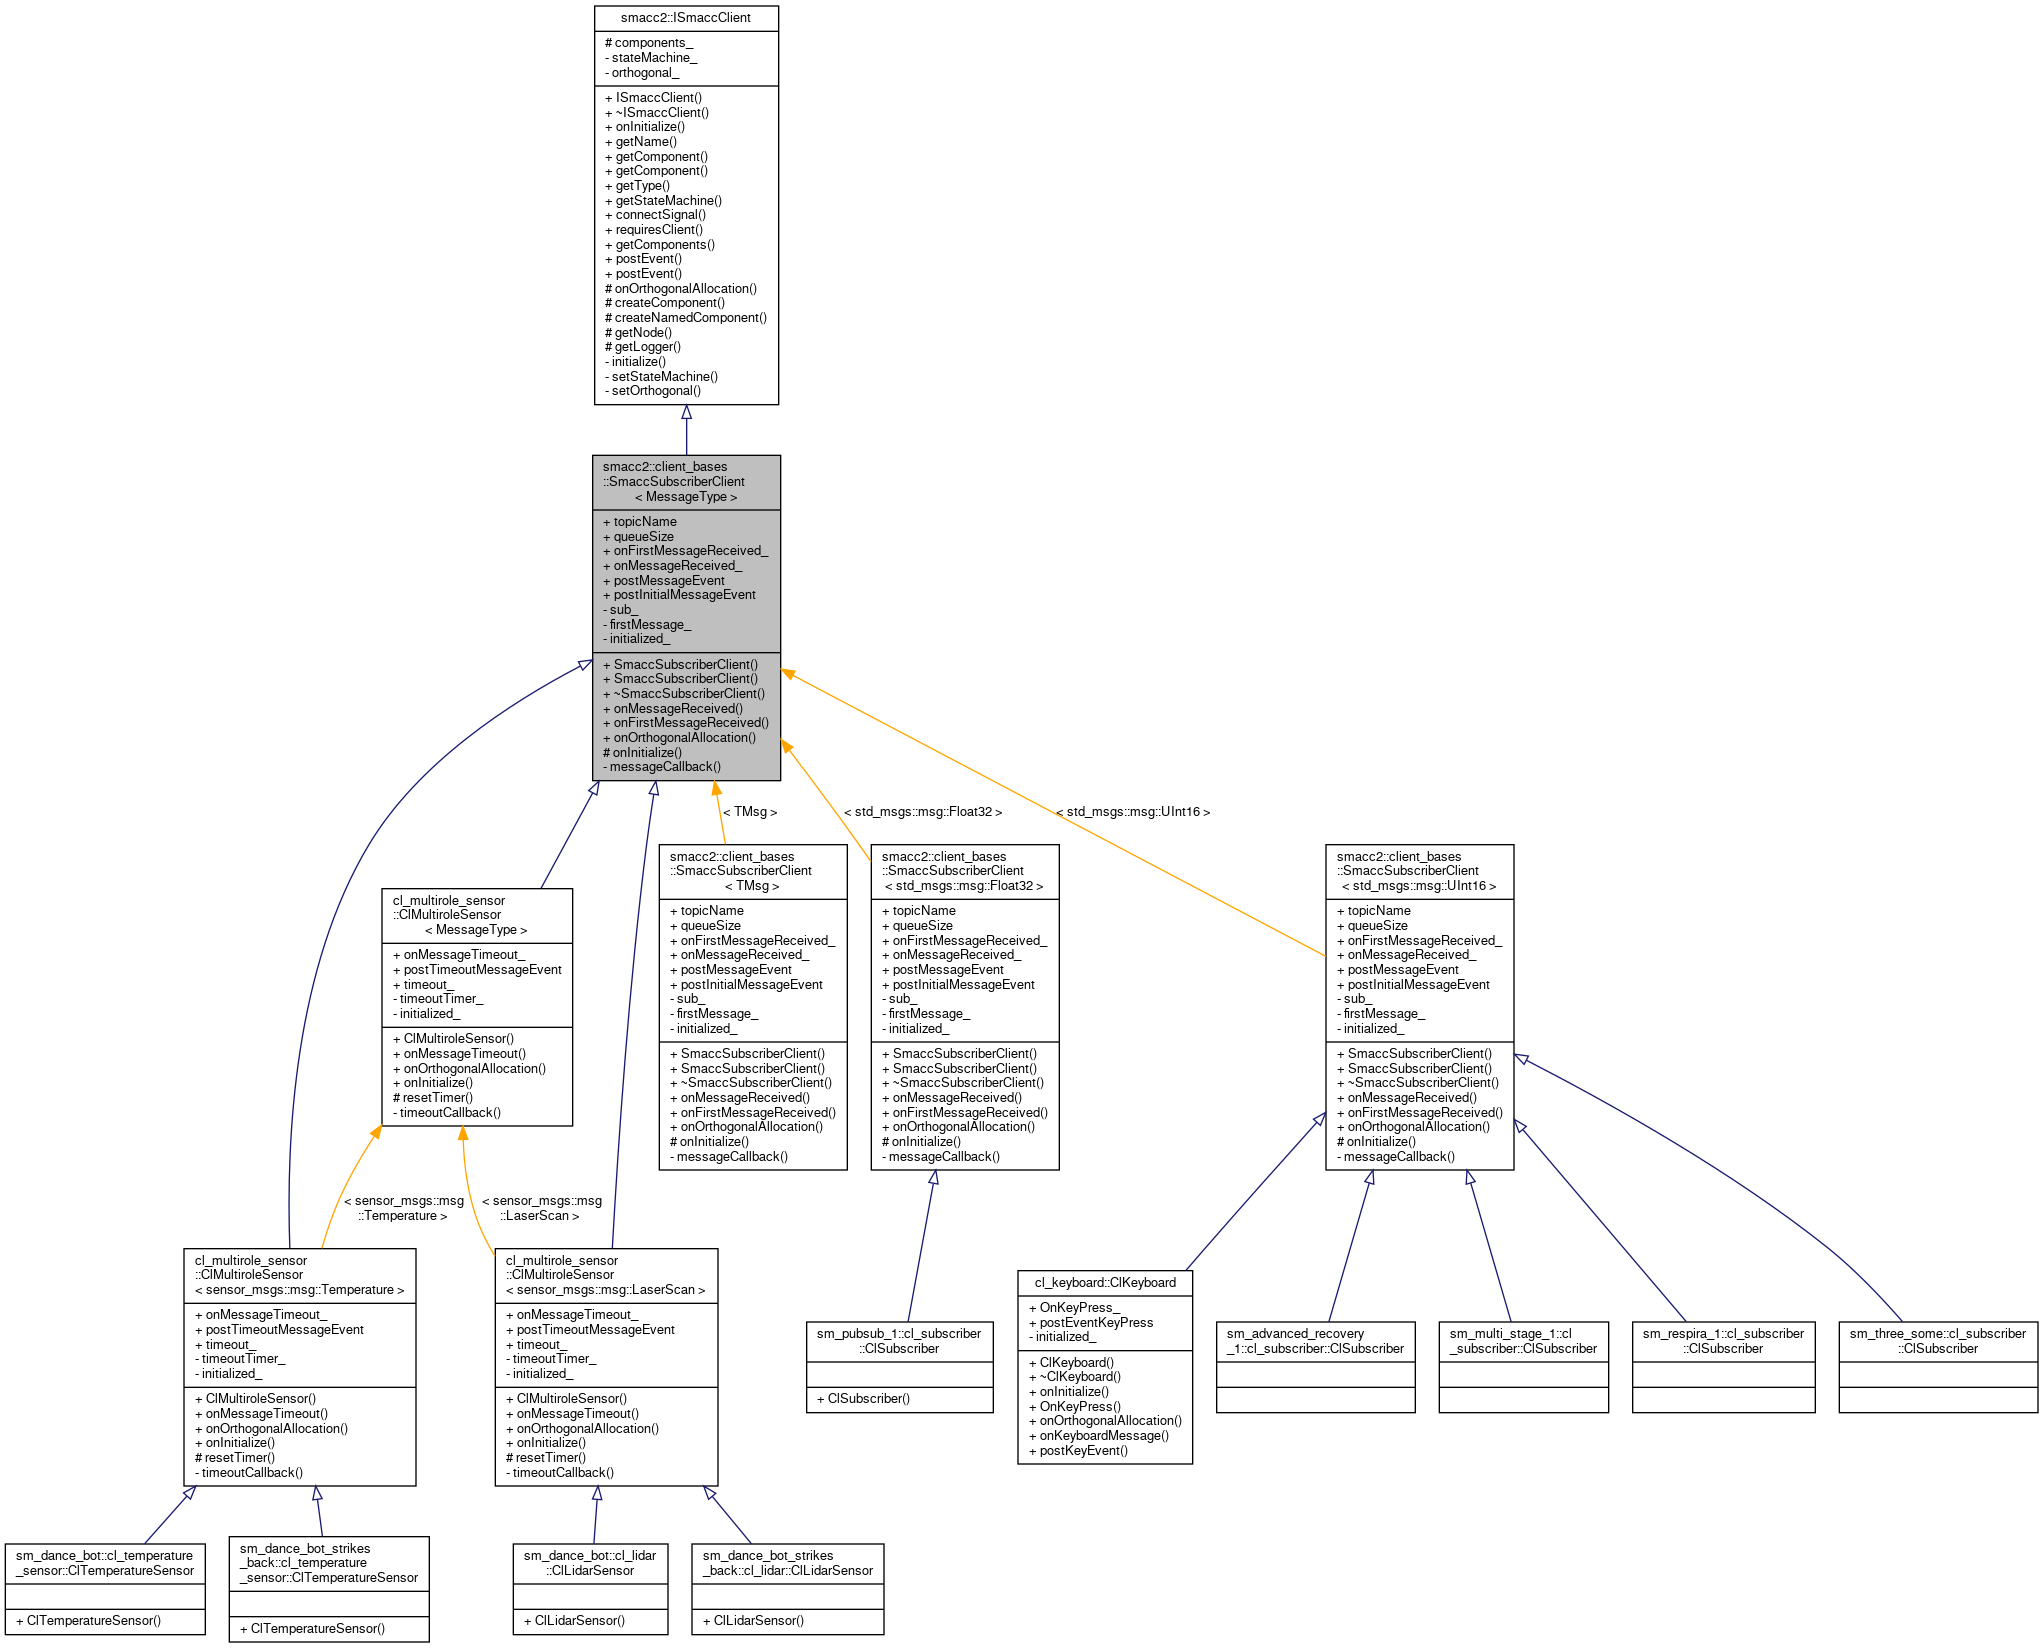 smacc2::ISmaccClient
# components_
- stateMachine_
- orthogonal_
+ ISmaccClient()
+ ~ISmaccClient()
+ onInitialize()
+ getName()
+ getComponent()
+ getComponent()
+ getType()
+ getStateMachine()
+ connectSignal()
+ requiresClient()
+ getComponents()
+ postEvent()
+ postEvent()
# onOrthogonalAllocation()
# createComponent()
# createNamedComponent()
# getNode()
# getLogger()
- initialize()
- setStateMachine()
- setOrthogonal()
smacc2::client_bases
::SmaccSubscriberClient
< MessageType >
+ topicName
+ queueSize
+ onFirstMessageReceived_
+ onMessageReceived_
+ postMessageEvent
+ postInitialMessageEvent
- sub_
- firstMessage_
- initialized_
+ SmaccSubscriberClient()
+ SmaccSubscriberClient()
+ ~SmaccSubscriberClient()
+ onMessageReceived()
+ onFirstMessageReceived()
+ onOrthogonalAllocation()
# onInitialize()
- messageCallback()
< TMsg >
< std_msgs::msg::Float32 >
< std_msgs::msg::UInt16 >
cl_multirole_sensor
::ClMultiroleSensor
< MessageType >
+ onMessageTimeout_
+ postTimeoutMessageEvent
+ timeout_
- timeoutTimer_
- initialized_
+ ClMultiroleSensor()
+ onMessageTimeout()
+ onOrthogonalAllocation()
+ onInitialize()
# resetTimer()
- timeoutCallback()
smacc2::client_bases
::SmaccSubscriberClient
< TMsg >
+ topicName
+ queueSize
+ onFirstMessageReceived_
+ onMessageReceived_
+ postMessageEvent
+ postInitialMessageEvent
- sub_
- firstMessage_
- initialized_
+ SmaccSubscriberClient()
+ SmaccSubscriberClient()
+ ~SmaccSubscriberClient()
+ onMessageReceived()
+ onFirstMessageReceived()
+ onOrthogonalAllocation()
# onInitialize()
- messageCallback()
smacc2::client_bases
::SmaccSubscriberClient
< std_msgs::msg::Float32 >
+ topicName
+ queueSize
+ onFirstMessageReceived_
+ onMessageReceived_
+ postMessageEvent
+ postInitialMessageEvent
- sub_
- firstMessage_
- initialized_
+ SmaccSubscriberClient()
+ SmaccSubscriberClient()
+ ~SmaccSubscriberClient()
+ onMessageReceived()
+ onFirstMessageReceived()
+ onOrthogonalAllocation()
# onInitialize()
- messageCallback()
smacc2::client_bases
::SmaccSubscriberClient
< std_msgs::msg::UInt16 >
+ topicName
+ queueSize
+ onFirstMessageReceived_
+ onMessageReceived_
+ postMessageEvent
+ postInitialMessageEvent
- sub_
- firstMessage_
- initialized_
+ SmaccSubscriberClient()
+ SmaccSubscriberClient()
+ ~SmaccSubscriberClient()
+ onMessageReceived()
+ onFirstMessageReceived()
+ onOrthogonalAllocation()
# onInitialize()
- messageCallback()
< sensor_msgs::msg
::Temperature >
< sensor_msgs::msg
::LaserScan >
cl_multirole_sensor
::ClMultiroleSensor
< sensor_msgs::msg::Temperature >
+ onMessageTimeout_
+ postTimeoutMessageEvent
+ timeout_
- timeoutTimer_
- initialized_
+ ClMultiroleSensor()
+ onMessageTimeout()
+ onOrthogonalAllocation()
+ onInitialize()
# resetTimer()
- timeoutCallback()
cl_multirole_sensor
::ClMultiroleSensor
< sensor_msgs::msg::LaserScan >
+ onMessageTimeout_
+ postTimeoutMessageEvent
+ timeout_
- timeoutTimer_
- initialized_
+ ClMultiroleSensor()
+ onMessageTimeout()
+ onOrthogonalAllocation()
+ onInitialize()
# resetTimer()
- timeoutCallback()
sm_pubsub_1::cl_subscriber
::ClSubscriber
+ ClSubscriber()
cl_keyboard::ClKeyboard
+ OnKeyPress_
+ postEventKeyPress
- initialized_
+ ClKeyboard()
+ ~ClKeyboard()
+ onInitialize()
+ OnKeyPress()
+ onOrthogonalAllocation()
+ onKeyboardMessage()
+ postKeyEvent()
sm_advanced_recovery
_1::cl_subscriber::ClSubscriber
sm_multi_stage_1::cl
_subscriber::ClSubscriber
sm_respira_1::cl_subscriber
::ClSubscriber
sm_three_some::cl_subscriber
::ClSubscriber
sm_dance_bot::cl_temperature
_sensor::ClTemperatureSensor
+ ClTemperatureSensor()
sm_dance_bot_strikes
_back::cl_temperature
_sensor::ClTemperatureSensor
+ ClTemperatureSensor()
sm_dance_bot::cl_lidar
::ClLidarSensor
+ ClLidarSensor()
sm_dance_bot_strikes
_back::cl_lidar::ClLidarSensor
+ ClLidarSensor()